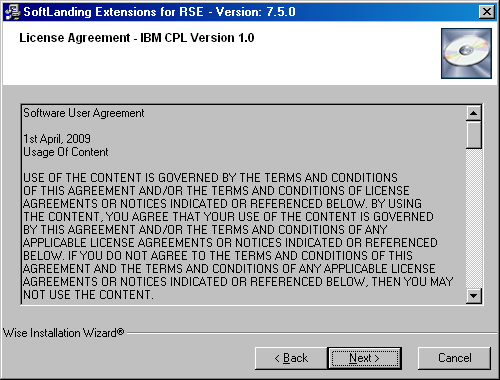 SoftLanding Extensions for RSE - Version: 7.5.0
License Agreement - IBM CPL Version 1.0
Software User Agreement
1st April, 2009
Usage Of Content
USE OF THE CONTENT IS GOVERNED BY THE TERMS AND CONDITIONS
OF THIS AGREEMENT AND/OR THE TERMS AND CONDITIONS OF LICENSE
AGREEMENTS OR NOTICES INDICATED OR REFERENCED BELOW. BY USING
THE CONTENT, YOU AGREE THAT YOUR USE OF THE CONTENT IS GOVERNED
BY THIS AGREEMENT AND/OR THE TERMS AND CONDITIONS OF ANY
APPLICABLE LICENSE AGREEMENTS OR NOTICES INDICATED OR REFERENCED
BELOW. IF YOU DO NOT AGREE TO THE TERMS AND CONDITIONS OF THIS
AGREEMENT AND THE TERMS AND CONDITIONS OF ANY APPLICABLE LICENSE
AGREEMENTS OR NOTICES INDICATED OR REFERENCED BELOW, THEN YOU MAY
NOT USE THE CONTENT.
Wise Installation Wizard®
< Back
Next >
Cancel